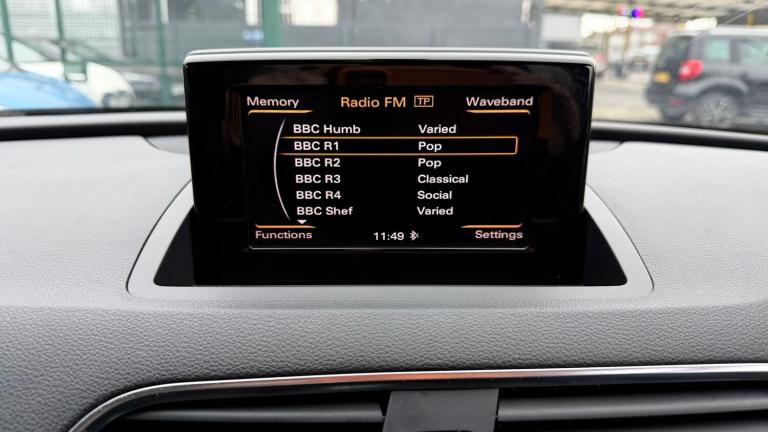 Memory Radio FM TP Waveband
BBC Humb Varied
BBC R1 Pop
BBC R2 Pop
BBC R3 Classical
BBC R4 Social
BBC Shef Varied
Functions 11:49 Settings